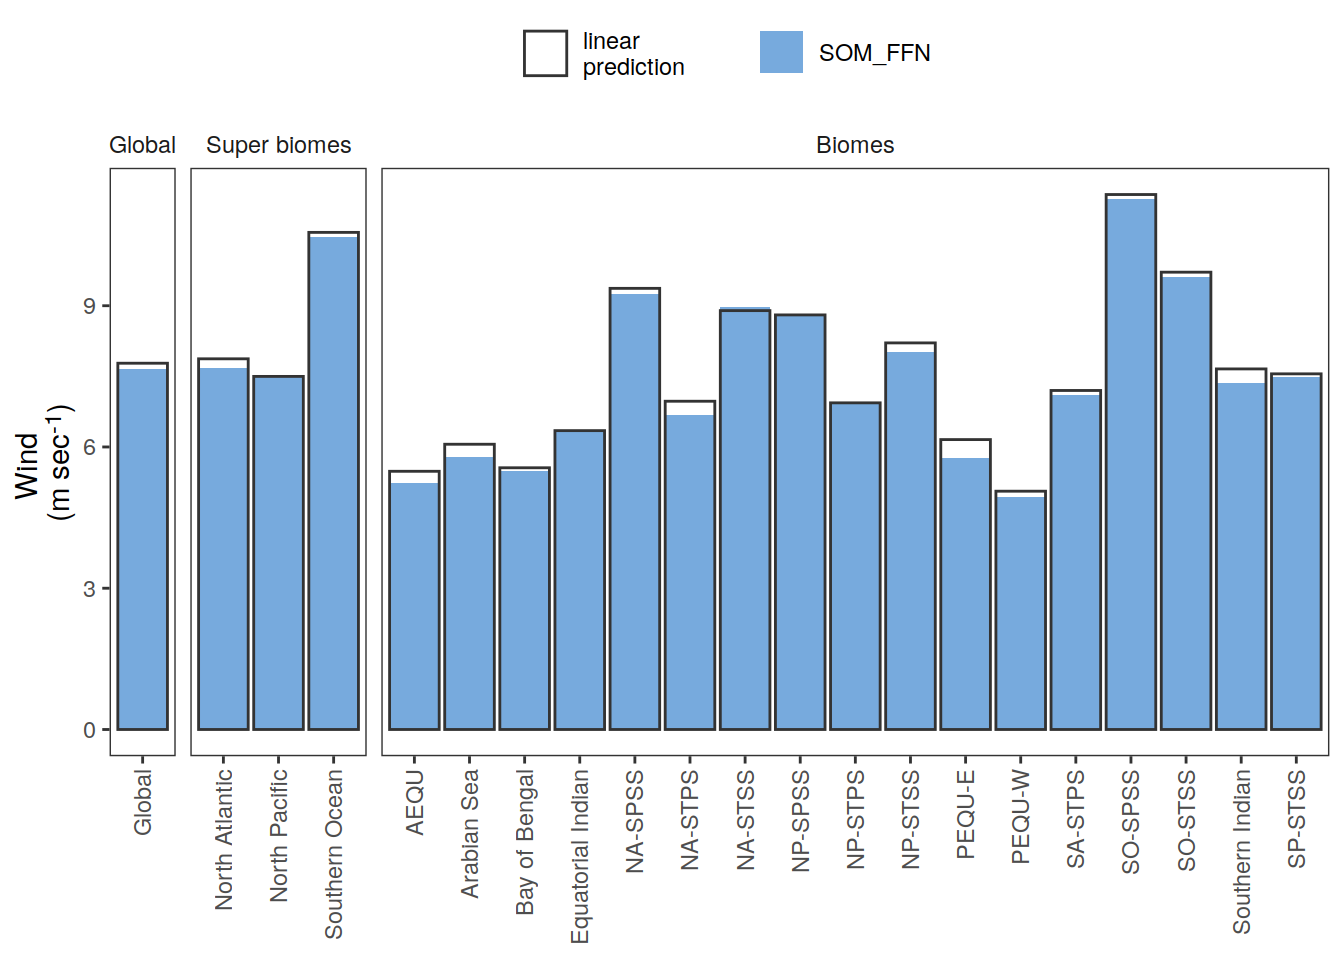 linear
prediction
SOM_FFN
Global
Super biomes
Biomes
Wind
(m sec⁻¹)
9
6
3
0
Global
North Atlantic
North Pacific
Southern Ocean
AEQU
Arabian Sea
Bay of Bengal
Equatorial Indian
NA-SPSS
NA-STPS
NA-STSS
NP-SPSS
NP-STPS
NP-STSS
PEQU-E
PEQU-W
SA-STPS
SO-SPSS
SO-STSS
Southern Indian
SP-STSS